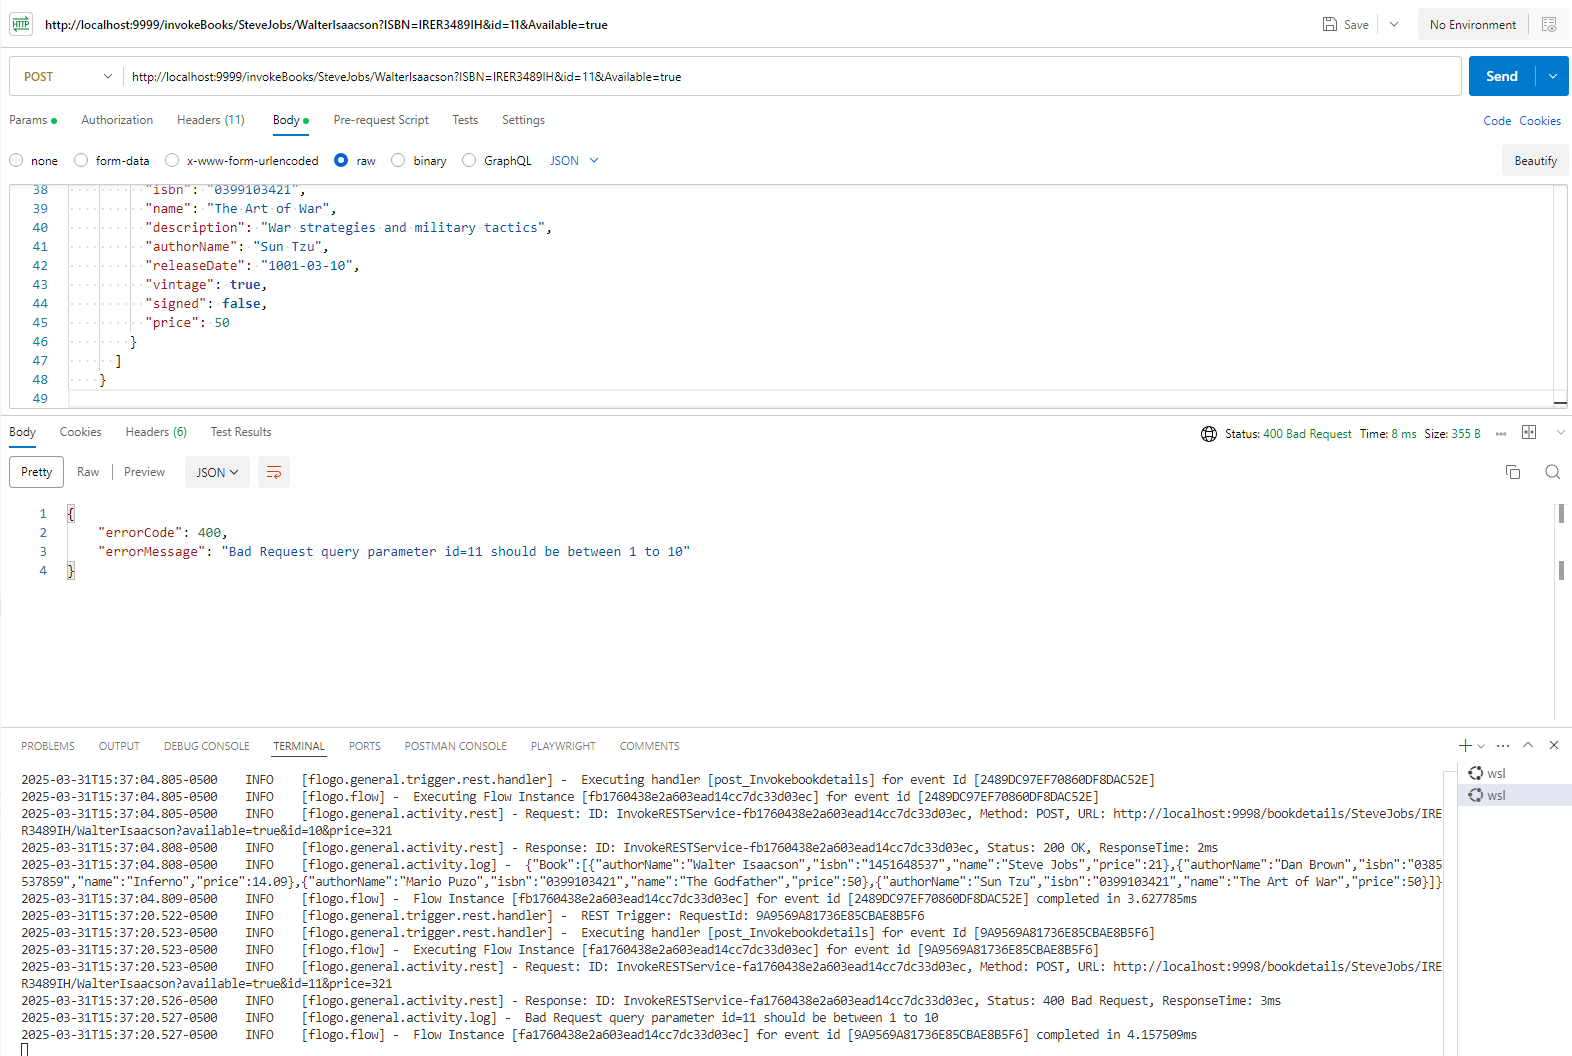 HTTP http://localhost:9999/invokeBooks/SteveJobs/WalterIsaacson?ISBN=IRER3489IH&id=11&Available=true Save No Environment
POST http://localhost:9999/invokeBooks/SteveJobs/WalterIsaacson?ISBN=IRER3489IH&id=11&Available=true Send
Params Authorization Headers (11) Body Pre-request Script Tests Settings Code Cookies
none form-data x-www-form-urlencoded raw binary GraphQL JSON Beautify
38 "isbn": "0399103421",
39 "name": "The Art of War",
40 "description": "War strategies and military tactics",
41 "authorName": "Sun Tzu",
42 "releaseDate": "1001-03-10",
43 "vintage": true,
44 "signed": false,
45 "price": 50
46 }
47 ]
48 }
49
Body Cookies Headers (6) Test Results Status: 400 Bad Request Time: 8 ms Size: 355 B
Pretty Raw Preview JSON
1 {
2 "errorCode": 400,
3 "errorMessage": "Bad Request query parameter id=11 should be between 1 to 10"
4 }
PROBLEMS OUTPUT DEBUG CONSOLE TERMINAL PORTS POSTMAN CONSOLE PLAYWRIGHT COMMENTS
wsl
wsl
2025-03-31T15:37:04.805-0500 INFO [flogo.general.trigger.rest.handler] - Executing handler [post_Invokebookdetails] for event Id [2489DC97EF70860DF8DAC52E]
2025-03-31T15:37:04.805-0500 INFO [flogo.flow] - Executing Flow Instance [fb1760438e2a603ead14cc7dc33d03ec] for event id [2489DC97EF70860DF8DAC52E]
2025-03-31T15:37:04.805-0500 INFO [flogo.general.activity.rest] - Request: ID: InvokeRESTService-fb1760438e2a603ead14cc7dc33d03ec, Method: POST, URL: http://localhost:9998/bookdetails/SteveJobs/IRE
R3489IH/WalterIsaacson?available=true&id=10&price=321
2025-03-31T15:37:04.808-0500 INFO [flogo.general.activity.rest] - Response: ID: InvokeRESTService-fb1760438e2a603ead14cc7dc33d03ec, Status: 200 OK, ResponseTime: 2ms
2025-03-31T15:37:04.808-0500 INFO [flogo.general.activity.log] - {"Book":[{"authorName":"Walter Isaacson","isbn":"1451648537","name":"Steve Jobs","price":21},{"authorName":"Dan Brown","isbn":"0385
537859","name":"Inferno","price":14.09},{"authorName":"Mario Puzo","isbn":"0399103421","name":"The Godfather","price":50},{"authorName":"Sun Tzu","isbn":"0399103421","name":"The Art of War","price":50}]}
2025-03-31T15:37:04.809-0500 INFO [flogo.flow] - Flow Instance [fb1760438e2a603ead14cc7dc33d03ec] for event id [2489DC97EF70860DF8DAC52E] completed in 3.627785ms
2025-03-31T15:37:20.522-0500 INFO [flogo.general.trigger.rest.handler] - REST Trigger: RequestId: 9A9569A81736E85CBAE8B5F6
2025-03-31T15:37:20.523-0500 INFO [flogo.general.trigger.rest.handler] - Executing handler [post_Invokebookdetails] for event Id [9A9569A81736E85CBAE8B5F6]
2025-03-31T15:37:20.523-0500 INFO [flogo.flow] - Executing Flow Instance [fa1760438e2a603ead14cc7dc33d03ec] for event id [9A9569A81736E85CBAE8B5F6]
2025-03-31T15:37:20.523-0500 INFO [flogo.general.activity.rest] - Request: ID: InvokeRESTService-fa1760438e2a603ead14cc7dc33d03ec, Method: POST, URL: http://localhost:9998/bookdetails/SteveJobs/IRE
R3489IH/WalterIsaacson?available=true&id=11&price=321
2025-03-31T15:37:20.526-0500 INFO [flogo.general.activity.rest] - Response: ID: InvokeRESTService-fa1760438e2a603ead14cc7dc33d03ec, Status: 400 Bad Request, ResponseTime: 3ms
2025-03-31T15:37:20.527-0500 INFO [flogo.general.activity.log] - Bad Request query parameter id=11 should be between 1 to 10
2025-03-31T15:37:20.527-0500 INFO [flogo.flow] - Flow Instance [fa1760438e2a603ead14cc7dc33d03ec] for event id [9A9569A81736E85CBAE8B5F6] completed in 4.157509ms